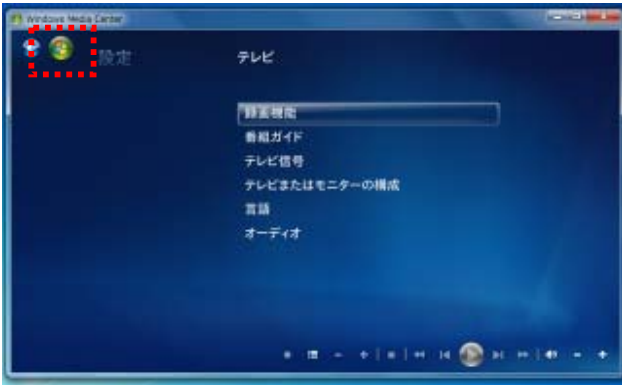 Windows Media Center
設定
テレビ
録画機能
番組ガイド
テレビ信号
テレビまたはモニターの構成
言語
オーディオ